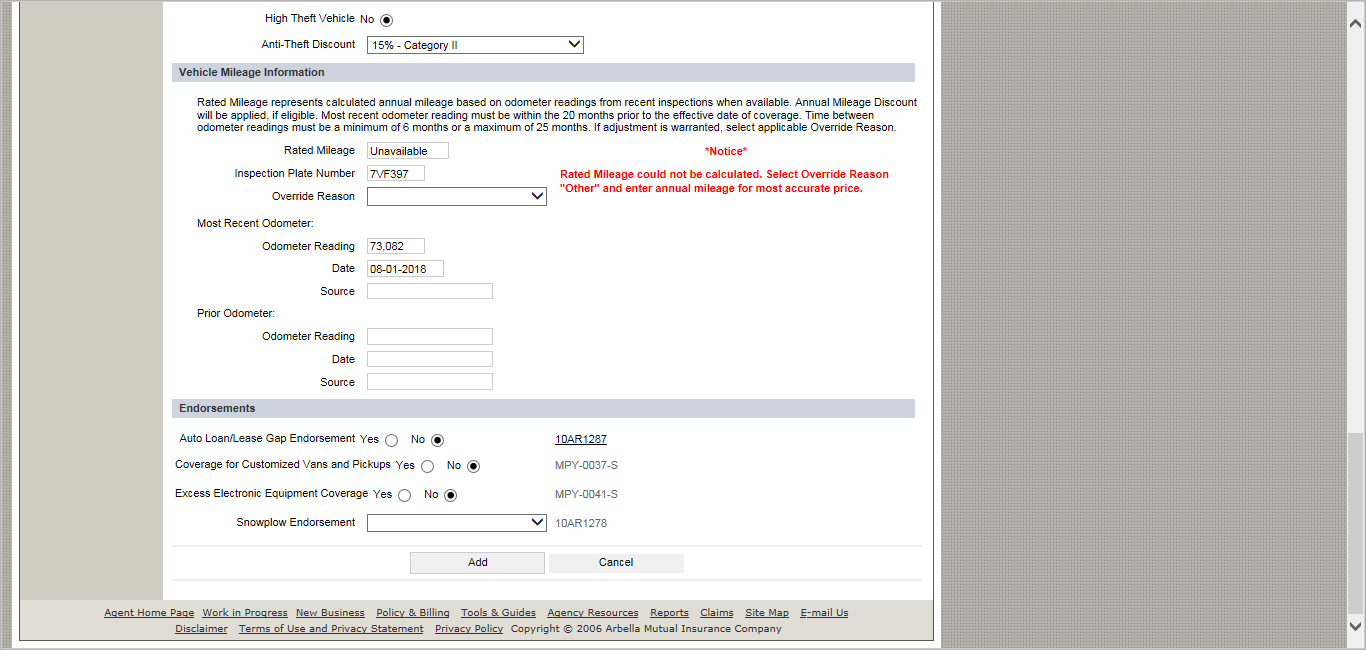 High Theft Vehicle No
Anti-Theft Discount 15% - Category II
Vehicle Mileage Information
Rated Mileage represents calculated annual mileage based on odometer readings from recent inspections when available. Annual Mileage Discount
will be applied, if eligible. Most recent odometer reading must be within the 20 months prior to the effective date of coverage. Time between
odometer readings must be a minimum of 6 months or a maximum of 25 months. If adjustment is warranted, select applicable Override Reason.
Rated Mileage Unavailable *Notice*
Inspection Plate Number 7VF397 Rated Mileage could not be calculated. Select Override Reason
"Other" and enter annual mileage for most accurate price.
Override Reason
Most Recent Odometer:
Odometer Reading 73,082
Date 08-01-2018
Source
Prior Odometer:
Odometer Reading
Date
Source
Endorsements
Auto Loan/Lease Gap Endorsement Yes No 10AR1287
Coverage for Customized Vans and Pickups Yes No MPY-0037-S
Excess Electronic Equipment Coverage Yes No MPY-0041-S
Snowplow Endorsement 10AR1278
Add Cancel
Agent Home Page Work in Progress New Business Policy & Billing Tools & Guides Agency Resources Reports Claims Site Map E-mail Us
Disclaimer Terms of Use and Privacy Statement Privacy Policy Copyright © 2006 Arbella Mutual Insurance Company